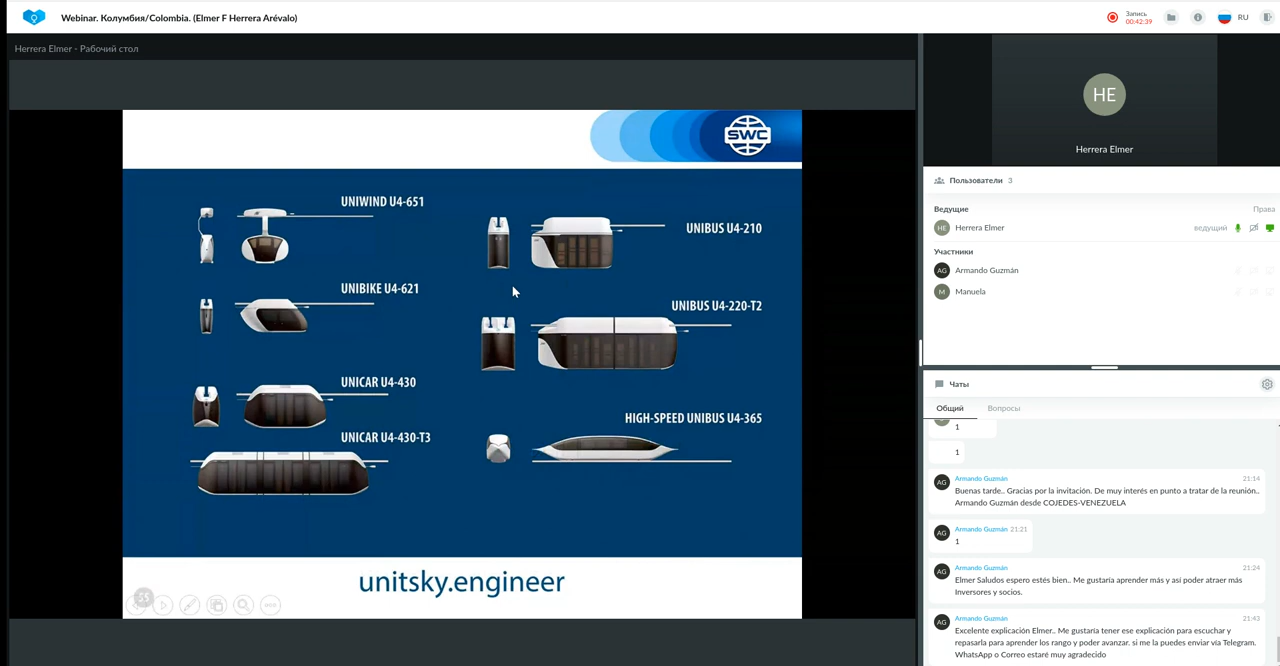 Webinar. Колумбия/Colombia. (Elmer F Herrera Arévalo)
Запись
00:42:39
RU
Herrera Elmer - Рабочий стол
SWC
UNIWIND U4-651
UNIBIKE U4-621
UNICAR U4-430
UNICAR U4-430-T3
UNIBUS U4-210
UNIBUS U4-220-T2
HIGH-SPEED UNIBUS U4-365
unitsky.engineer
HE
Herrera Elmer
Пользователи 3
Ведущие Права
HE Herrera Elmer ведущий
Участники
AG Armando Guzmán
M Manuela
Чаты
Общий Вопросы
1
1
AG Armando Guzmán 21:14
Buenas tarde.. Gracias por la invitación. De muy interés en punto a tratar de la reunión..
Armando Guzmán desde COJEDES-VENEZUELA
AG Armando Guzmán 21:21
1
AG Armando Guzmán 21:24
Elmer Saludos espero estés bien.. Me gustaría aprender más y así poder atraer más
Inversores y socios.
AG Armando Guzmán 21:43
Excelente explicación Elmer.. Me gustaría tener ese explicación para escuchar y
repasarla para aprender los rango y poder avanzar. si me la puedes enviar vía Telegram.
WhatsApp o Correo estaré muy agradecido